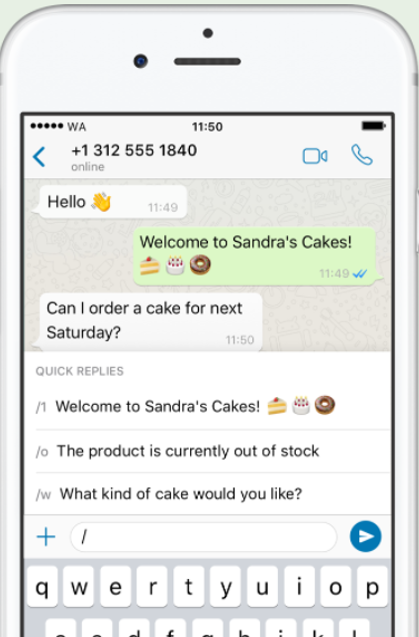 WA 11:50
+1 312 555 1840
online
Hello 👋 11:49
Welcome to Sandra's Cakes!
🍰 🎂 🍩 11:49
Can I order a cake for next
Saturday? 11:50
QUICK REPLIES
/1 Welcome to Sandra's Cakes! 🍰 🎂 🍩
/o The product is currently out of stock
/w What kind of cake would you like?
/
q w e r t y u i o p